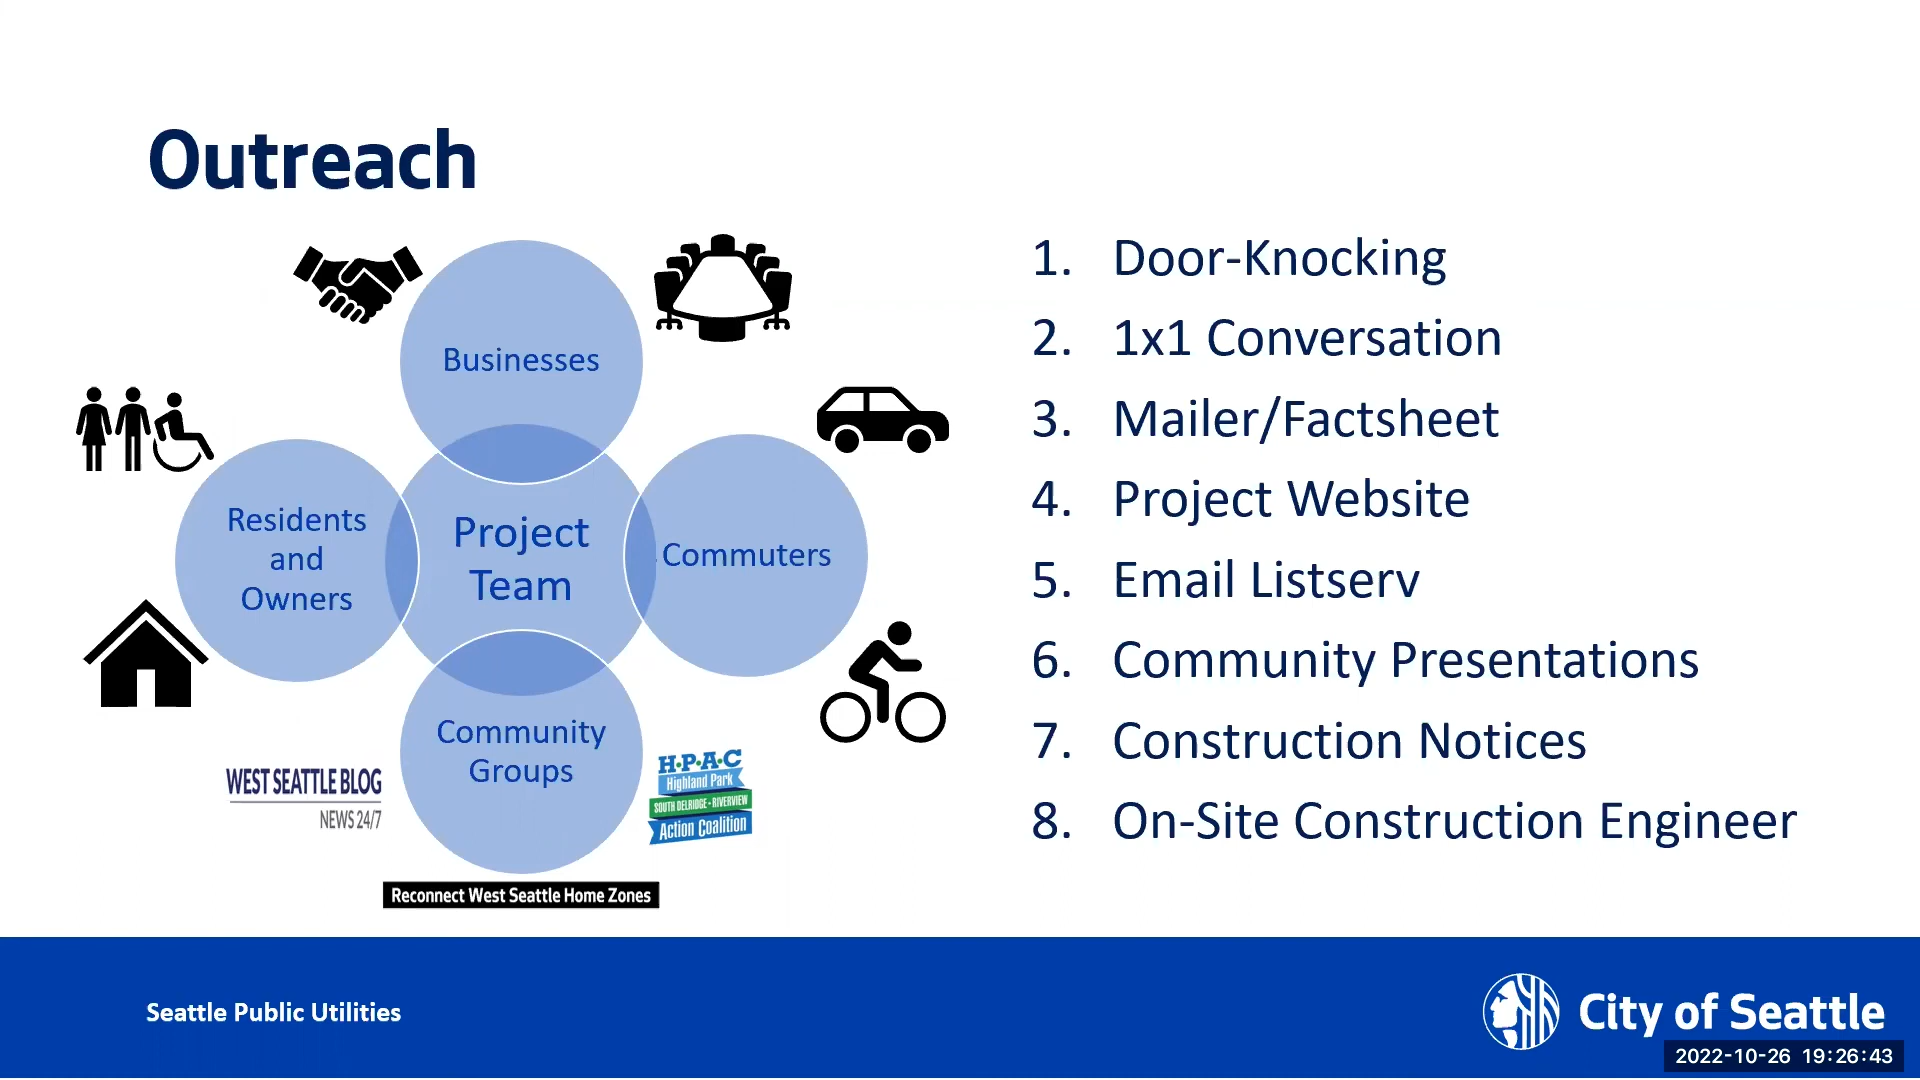 Outreach
Businesses
Residents
and
Owners
Project
Team
Commuters
Community
Groups
WEST SEATTLE BLOG
NEWS 24/7
H·P·A·C
Highland Park
SOUTH DELRIDGE • RIVERVIEW
Action Coalition
Reconnect West Seattle Home Zones
1. Door-Knocking
2. 1x1 Conversation
3. Mailer/Factsheet
4. Project Website
5. Email Listserv
6. Community Presentations
7. Construction Notices
8. On-Site Construction Engineer
Seattle Public Utilities
City of Seattle
2022-10-26 19:26:43